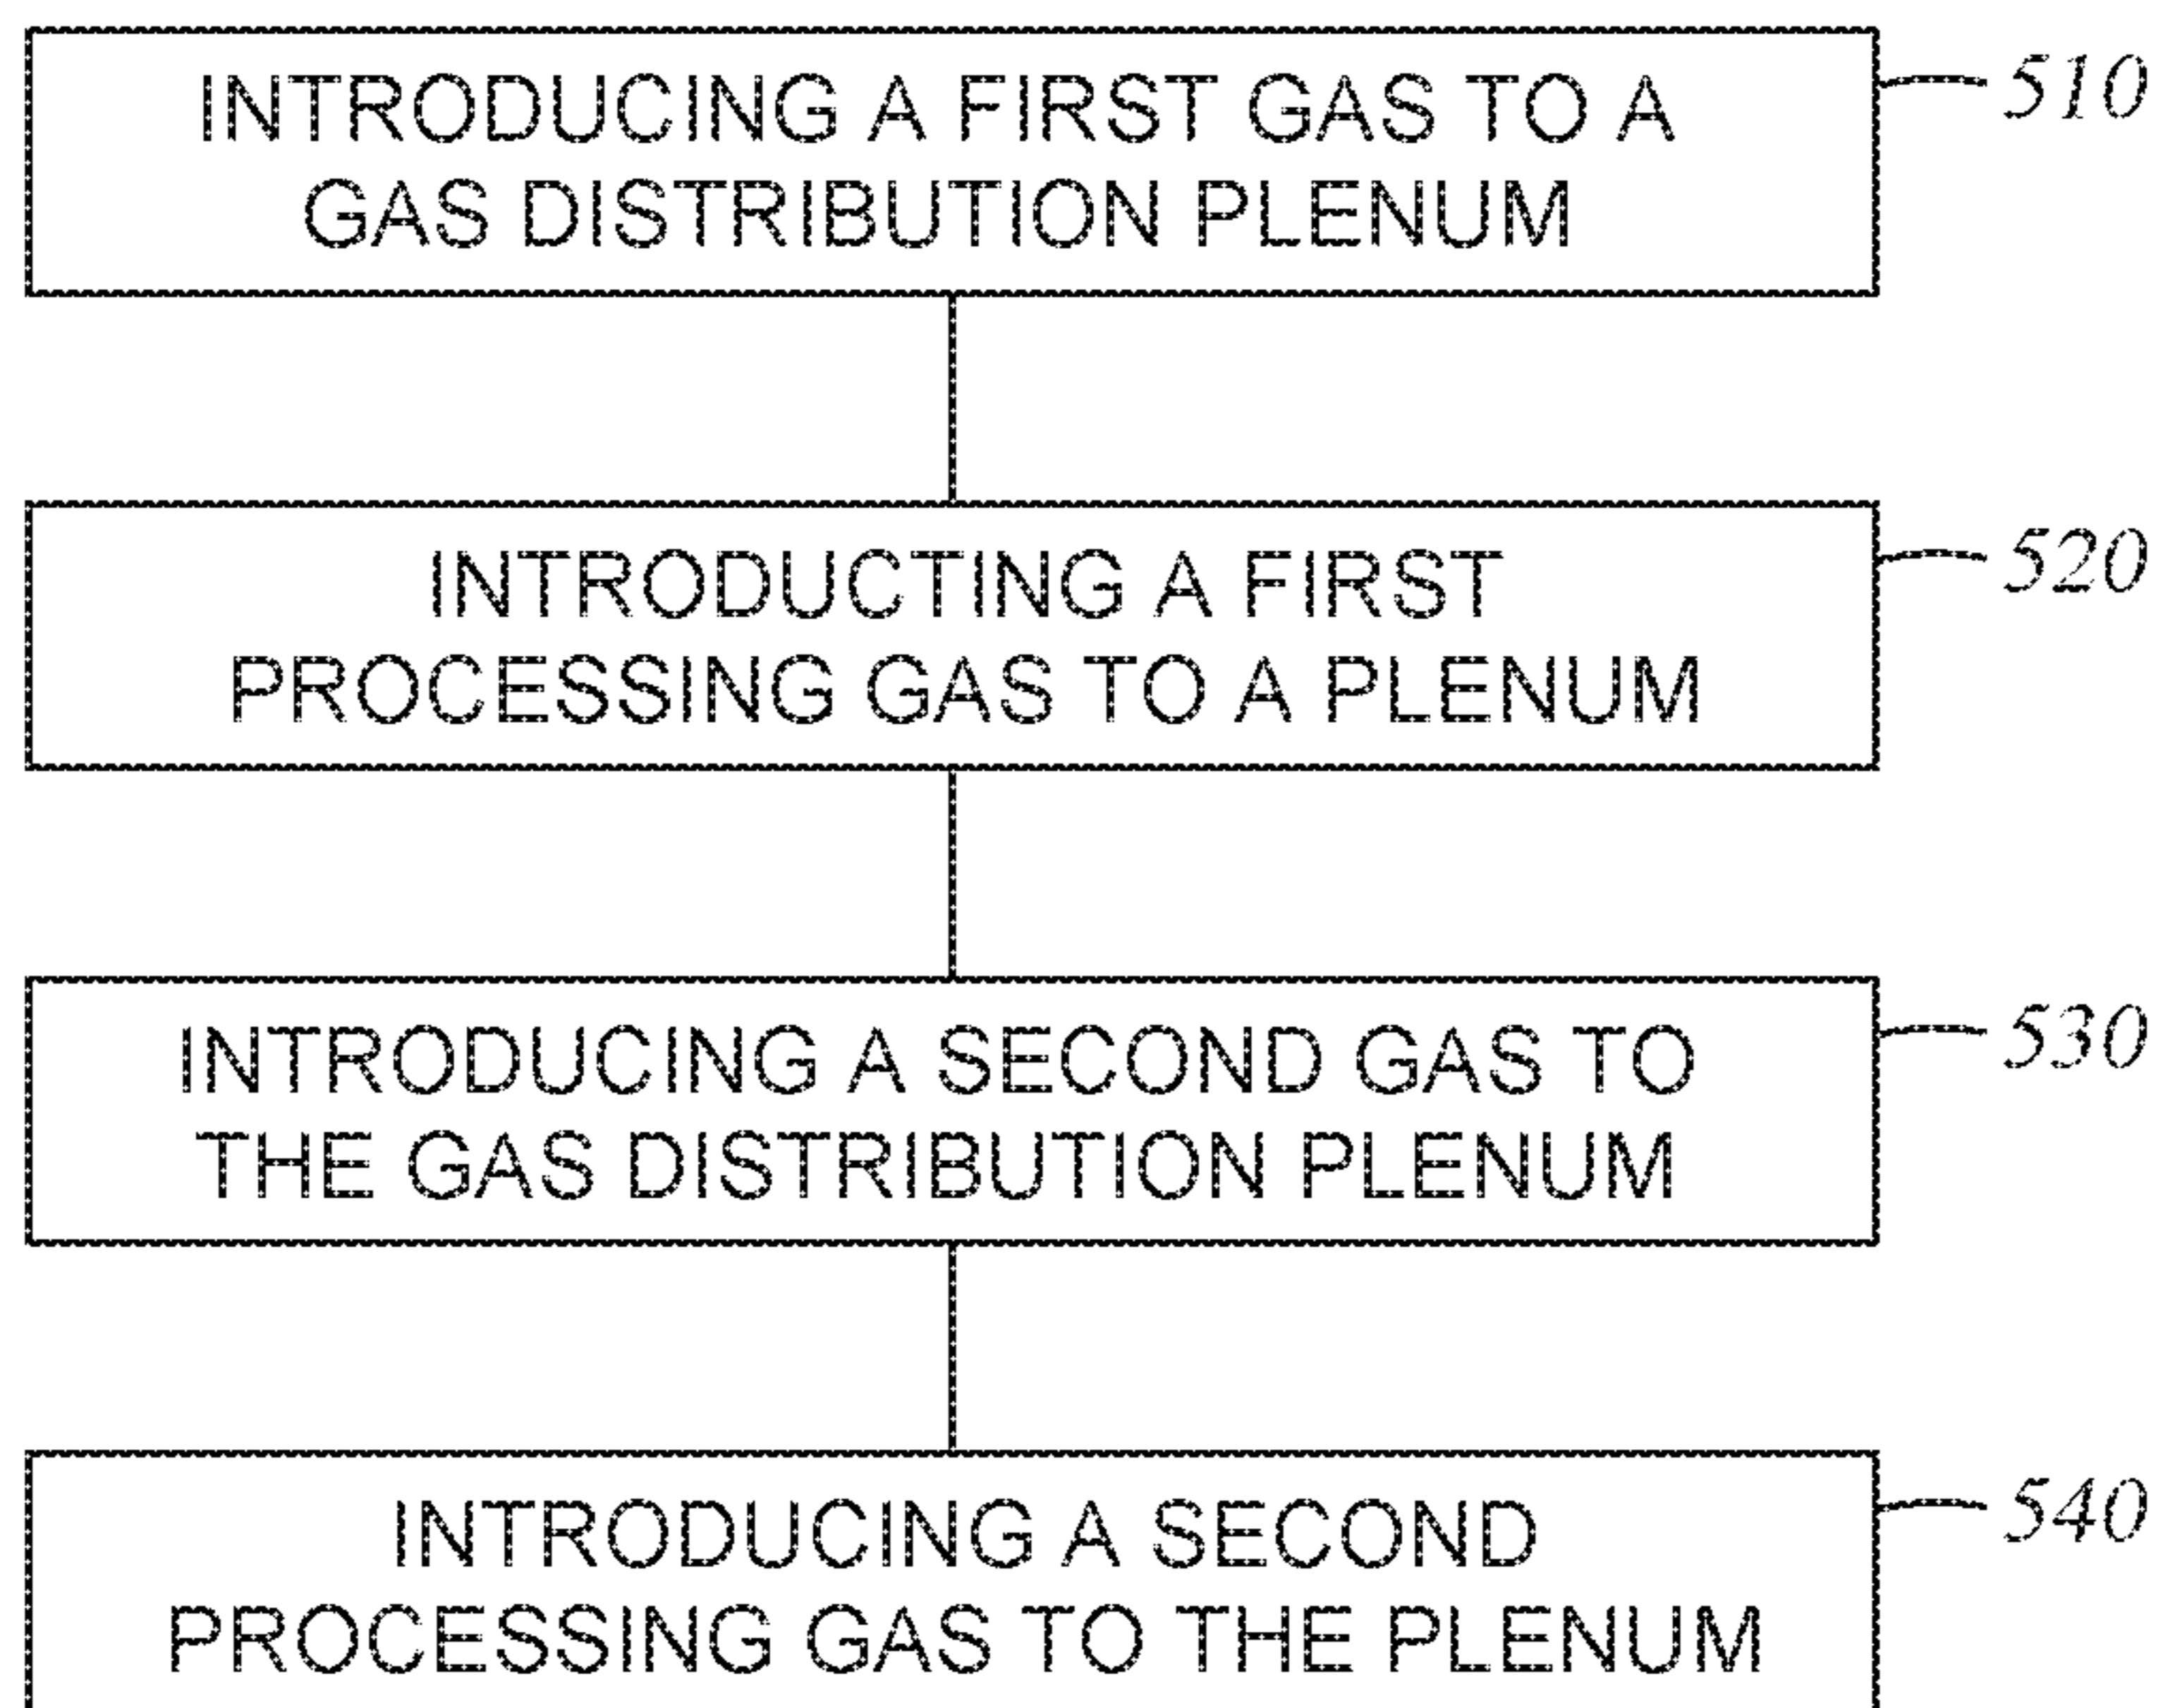 INTRODUCING A FIRST GAS TO A
GAS DISTRIBUTION PLENUM
510
INTRODUCTING A FIRST
PROCESSING GAS TO A PLENUM
520
INTRODUCING A SECOND GAS TO
THE GAS DISTRIBUTION PLENUM
530
INTRODUCING A SECOND
PROCESSING GAS TO THE PLENUM
540